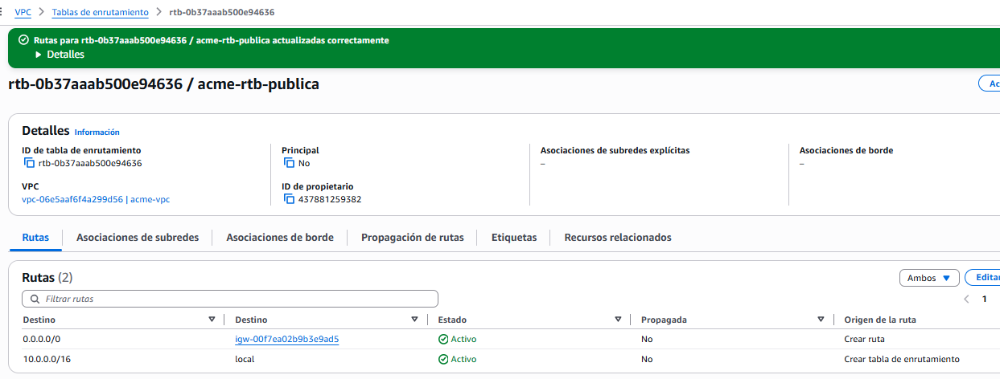 VPC > Tablas de enrutamiento > rtb-0b37aaab500e94636
Rutas para rtb-0b37aaab500e94636 / acme-rtb-publica actualizadas correctamente
Detalles
rtb-0b37aaab500e94636 / acme-rtb-publica
Ac
Detalles Información
ID de tabla de enrutamiento
rtb-0b37aaab500e94636
Principal
No
Asociaciones de subredes explícitas
–
Asociaciones de borde
–
VPC
vpc-06e5aaf6f4a299d56 | acme-vpc
ID de propietario
437881259382
Rutas Asociaciones de subredes Asociaciones de borde Propagación de rutas Etiquetas Recursos relacionados
Rutas (2) Ambos Editar
Filtrar rutas 1
Destino Destino Estado Propagada Origen de la ruta
0.0.0.0/0 igw-00f7ea02b9b3e9ad5 Activo No Crear ruta
10.0.0.0/16 local Activo No Crear tabla de enrutamiento